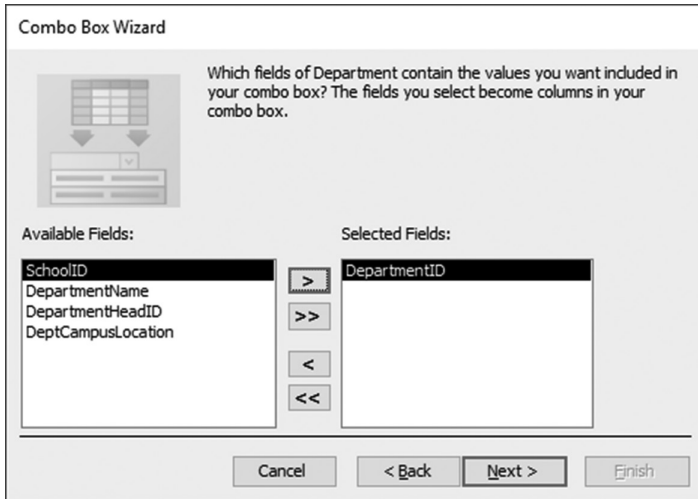 Combo Box Wizard
Which fields of Department contain the values you want included in
your combo box? The fields you select become columns in your
combo box.
Available Fields:
Selected Fields:
SchoolID
DepartmentName
DepartmentHeadID
DeptCampusLocation
>
>>
<
<<
DepartmentID
Cancel
< Back
Next >
Finish